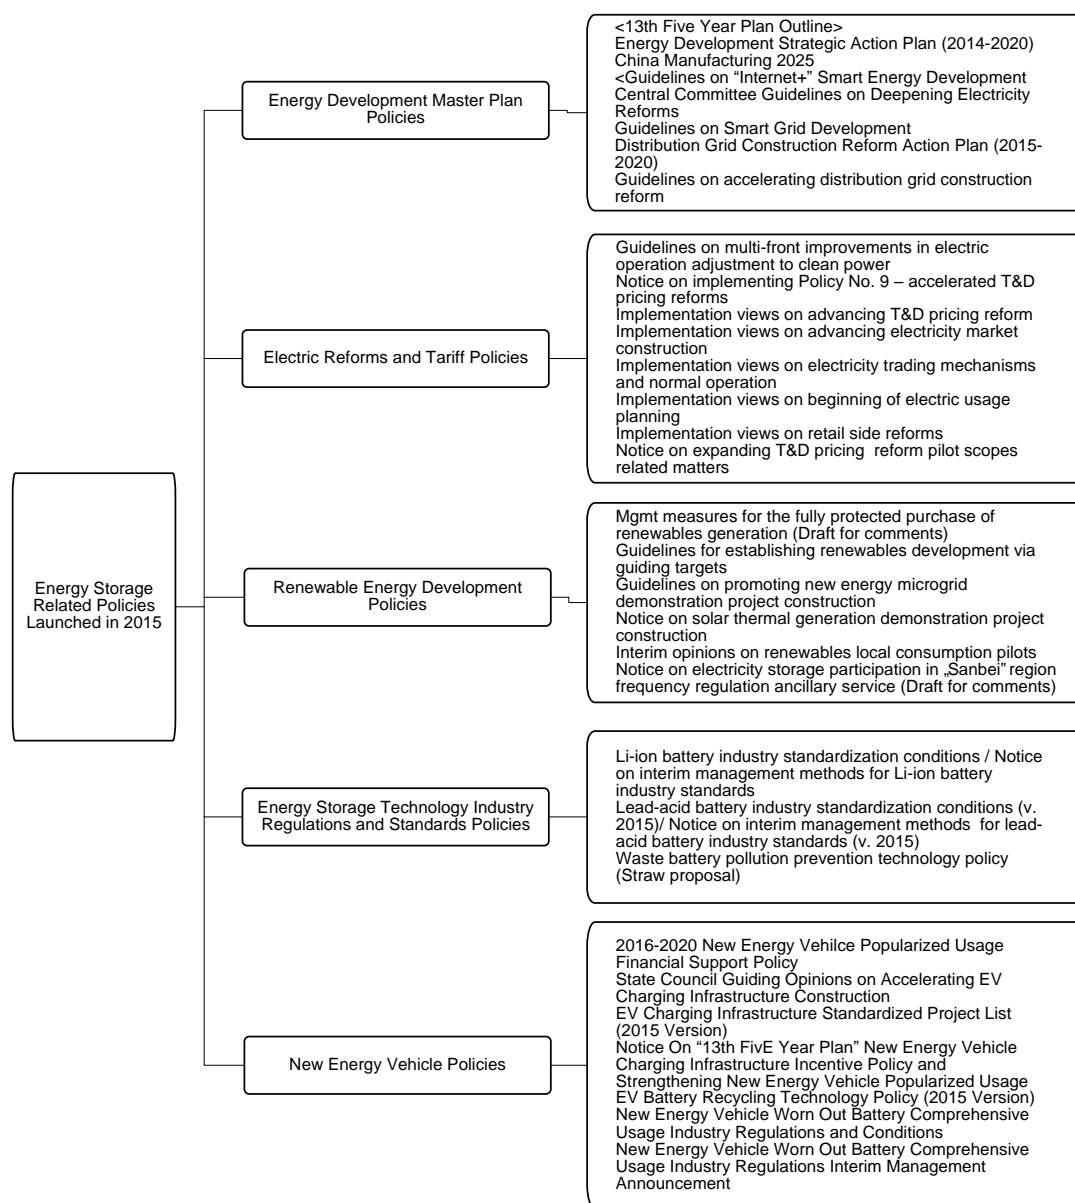 Energy Storage
Related Policies
Launched in 2015
Energy Development Master Plan
Policies
<13th Five Year Plan Outline>
Energy Development Strategic Action Plan (2014-2020)
China Manufacturing 2025
<Guidelines on “Internet+” Smart Energy Development
Central Committee Guidelines on Deepening Electricity
Reforms
Guidelines on Smart Grid Development
Distribution Grid Construction Reform Action Plan (2015-
2020)
Guidelines on accelerating distribution grid construction
reform
Electric Reforms and Tariff Policies
Guidelines on multi-front improvements in electric
operation adjustment to clean power
Notice on implementing Policy No. 9 – accelerated T&D
pricing reforms
Implementation views on advancing T&D pricing reform
Implementation views on advancing electricity market
construction
Implementation views on electricity trading mechanisms
and normal operation
Implementation views on beginning of electric usage
planning
Implementation views on retail side reforms
Notice on expanding T&D pricing  reform pilot scopes
related matters
Renewable Energy Development
Policies
Mgmt measures for the fully protected purchase of
renewables generation (Draft for comments)
Guidelines for establishing renewables development via
guiding targets
Guidelines on promoting new energy microgrid
demonstration project construction
Notice on solar thermal generation demonstration project
construction
Interim opinions on renewables local consumption pilots
Notice on electricity storage participation in „Sanbei‟ region
frequency regulation ancillary service (Draft for comments)
Energy Storage Technology Industry
Regulations and Standards Policies
Li-ion battery industry standardization conditions / Notice
on interim management methods for Li-ion battery
industry standards
Lead-acid battery industry standardization conditions (v.
2015)/ Notice on interim management methods  for lead-
acid battery industry standards (v. 2015)
Waste battery pollution prevention technology policy
(Straw proposal)
New Energy Vehicle Policies
2016-2020 New Energy Vehilce Popularized Usage
Financial Support Policy
State Council Guiding Opinions on Accelerating EV
Charging Infrastructure Construction
EV Charging Infrastructure Standardized Project List
(2015 Version)
Notice On “13th FivE Year Plan” New Energy Vehicle
Charging Infrastructure Incentive Policy and
Strengthening New Energy Vehicle Popularized Usage
EV Battery Recycling Technology Policy (2015 Version)
New Energy Vehicle Worn Out Battery Comprehensive
Usage Industry Regulations and Conditions
New Energy Vehicle Worn Out Battery Comprehensive
Usage Industry Regulations Interim Management
Announcement